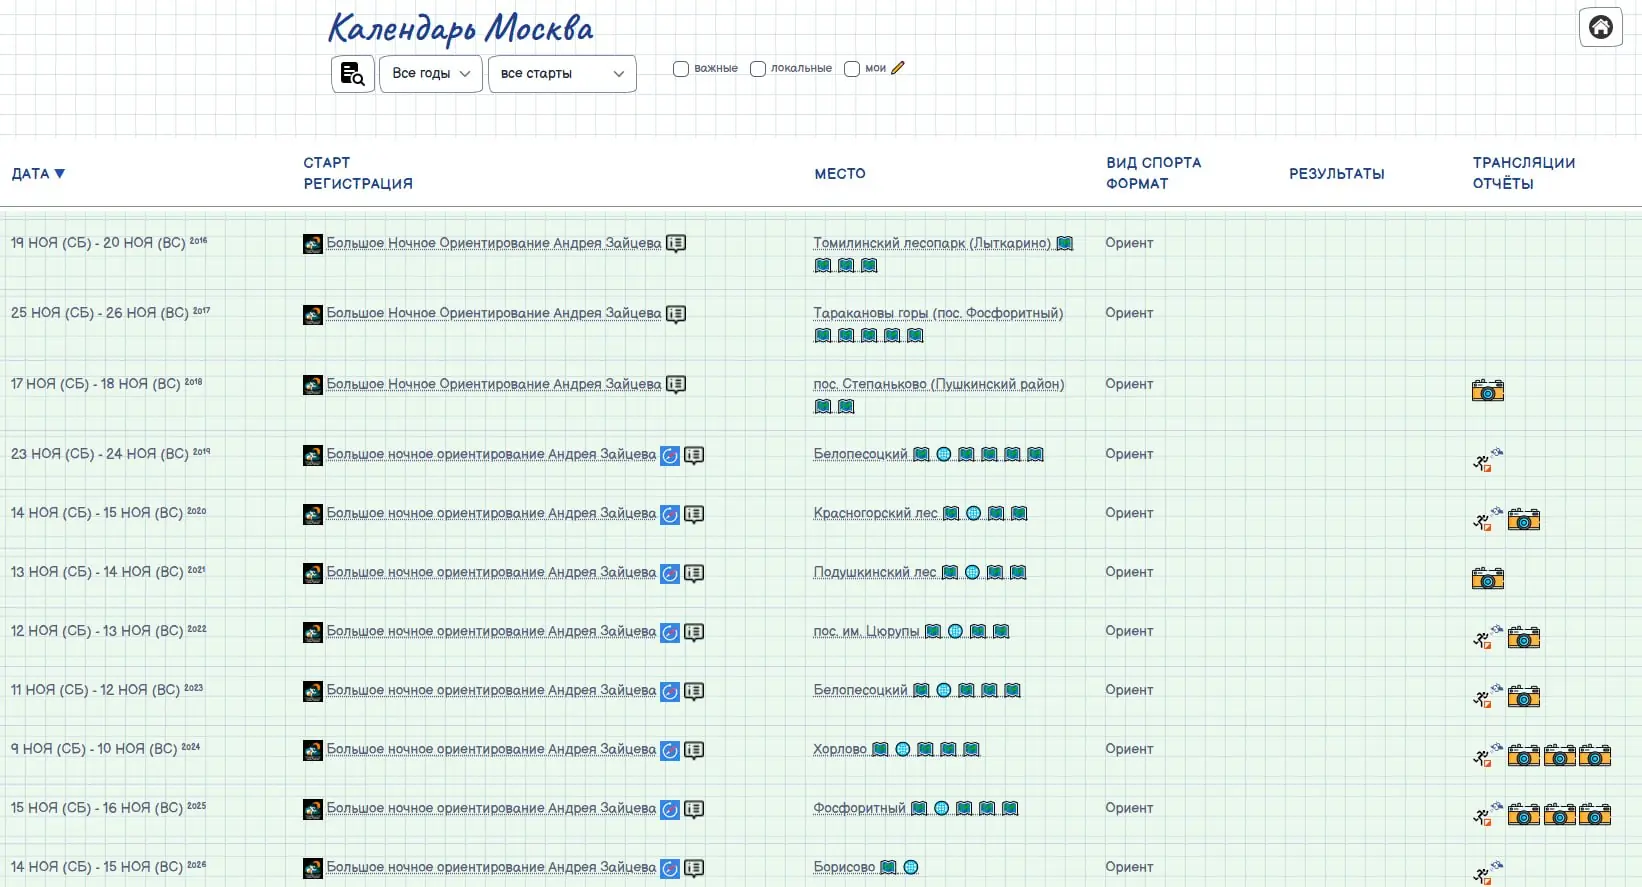 Календарь Москва
Все годы
все старты
важные
локальные
мои
ДАТА ▼
СТАРТ
РЕГИСТРАЦИЯ
МЕСТО
ВИД СПОРТА
ФОРМАТ
РЕЗУЛЬТАТЫ
ТРАНСЛЯЦИИ
ОТЧЁТЫ
19 НОЯ (СБ) - 20 НОЯ (ВС) 2016
Большое Ночное Ориентирование Андрея Зайцева
Томилинский лесопарк (Лыткарино)
Ориент
25 НОЯ (СБ) - 26 НОЯ (ВС) 2017
Большое Ночное Ориентирование Андрея Зайцева
Таракановы горы (пос. Фосфоритный)
Ориент
17 НОЯ (СБ) - 18 НОЯ (ВС) 2018
Большое Ночное Ориентирование Андрея Зайцева
пос. Степаньково (Пушкинский район)
Ориент
23 НОЯ (СБ) - 24 НОЯ (ВС) 2019
Большое ночное ориентирование Андрея Зайцева
Белопесоцкий
Ориент
14 НОЯ (СБ) - 15 НОЯ (ВС) 2020
Большое ночное ориентирование Андрея Зайцева
Красногорский лес
Ориент
13 НОЯ (СБ) - 14 НОЯ (ВС) 2021
Большое ночное ориентирование Андрея Зайцева
Подушкинский лес
Ориент
12 НОЯ (СБ) - 13 НОЯ (ВС) 2022
Большое ночное ориентирование Андрея Зайцева
пос. им. Цюрупы
Ориент
11 НОЯ (СБ) - 12 НОЯ (ВС) 2023
Большое ночное ориентирование Андрея Зайцева
Белопесоцкий
Ориент
9 НОЯ (СБ) - 10 НОЯ (ВС) 2024
Большое ночное ориентирование Андрея Зайцева
Хорлово
Ориент
15 НОЯ (СБ) - 16 НОЯ (ВС) 2025
Большое ночное ориентирование Андрея Зайцева
Фосфоритный
Ориент
14 НОЯ (СБ) - 15 НОЯ (ВС) 2026
Большое ночное ориентирование Андрея Зайцева
Борисово
Ориент